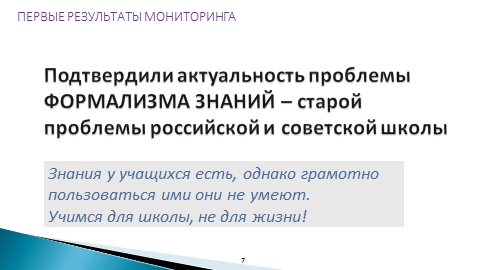 ПЕРВЫЕ РЕЗУЛЬТАТЫ МОНИТОРИНГА
Подтвердили актуальность проблемы
ФОРМАЛИЗМА ЗНАНИЙ – старой
проблемы российской и советской школы
Знания у учащихся есть, однако грамотно
пользоваться ими они не умеют.
Учимся для школы, не для жизни!
7